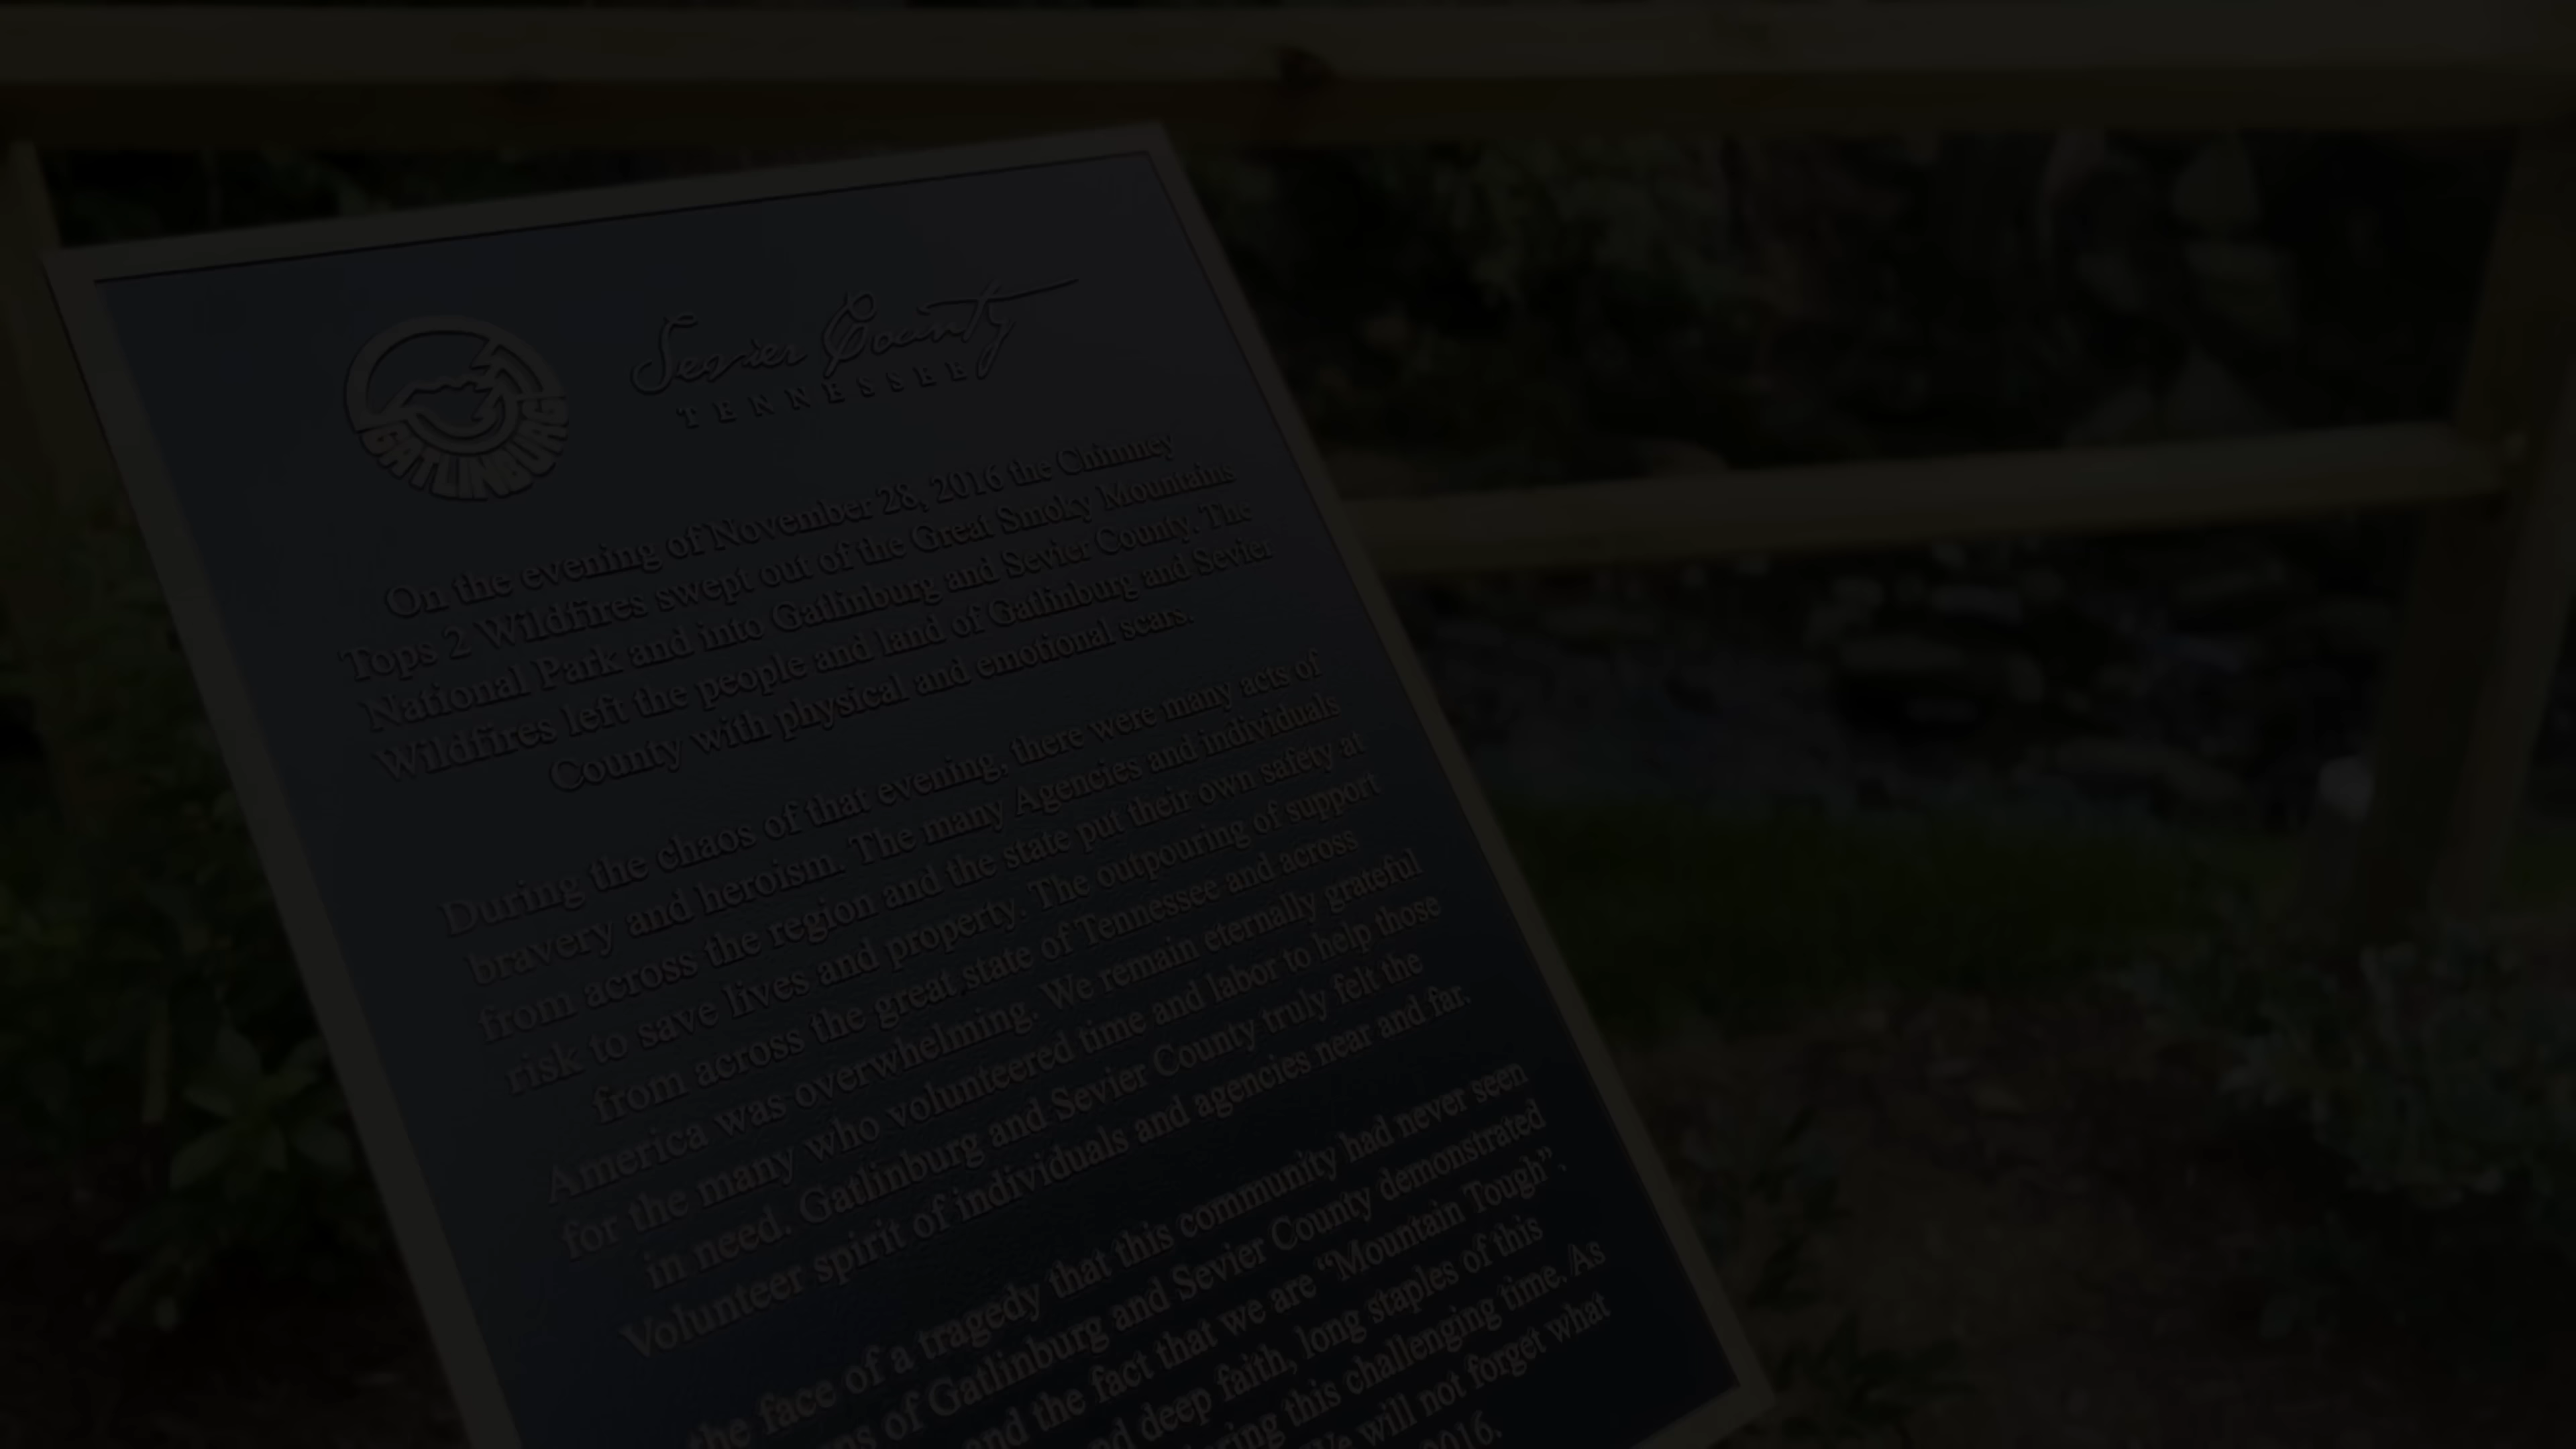 GATLINBURG
Sevier County
TENNESSEE
On the evening of November 28, 2016 the Chimney
Tops 2 Wildfires swept out of the Great Smoky Mountains
National Park and into Gatlinburg and Sevier County. The
Wildfires left the people and land of Gatlinburg and Sevier
County with physical and emotional scars.
During the chaos of that evening, there were many acts of
bravery and heroism. The many Agencies and individuals
from across the region and the state put their own safety at
risk to save lives and property. The outpouring of support
from across the great state of Tennessee and across
America was overwhelming. We remain eternally grateful
for the many who volunteered time and labor to help those
in need. Gatlinburg and Sevier County truly felt the
Volunteer spirit of individuals and agencies near and far.
the face of a tragedy that this community had never seen
of Gatlinburg and Sevier County demonstrated
and the fact that we are “Mountain Tough”.
deep faith, long staples of this
this challenging time. As
will not forget what
2016.